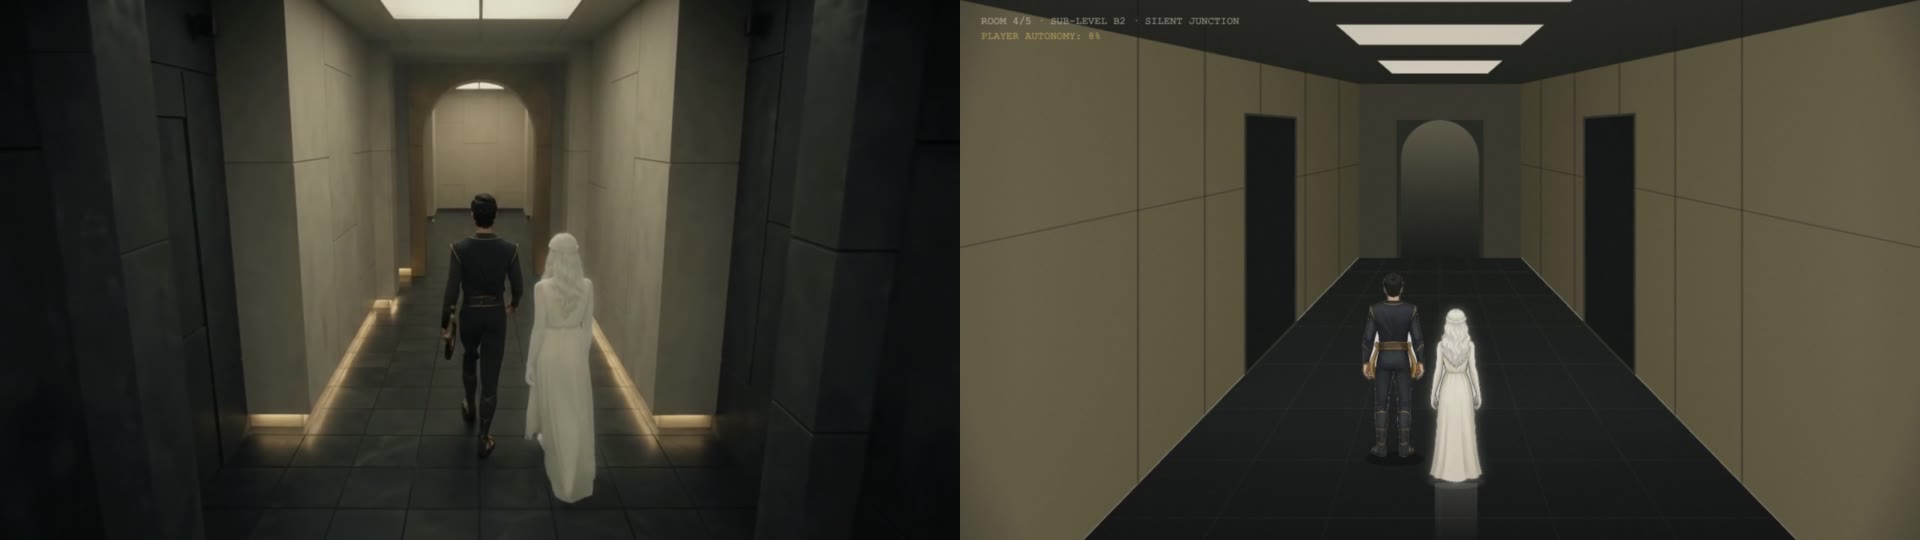 ROOM 4/5 · SUB-LEVEL B2 · SILENT JUNCTION
PLAYER AUTONOMY: 8%